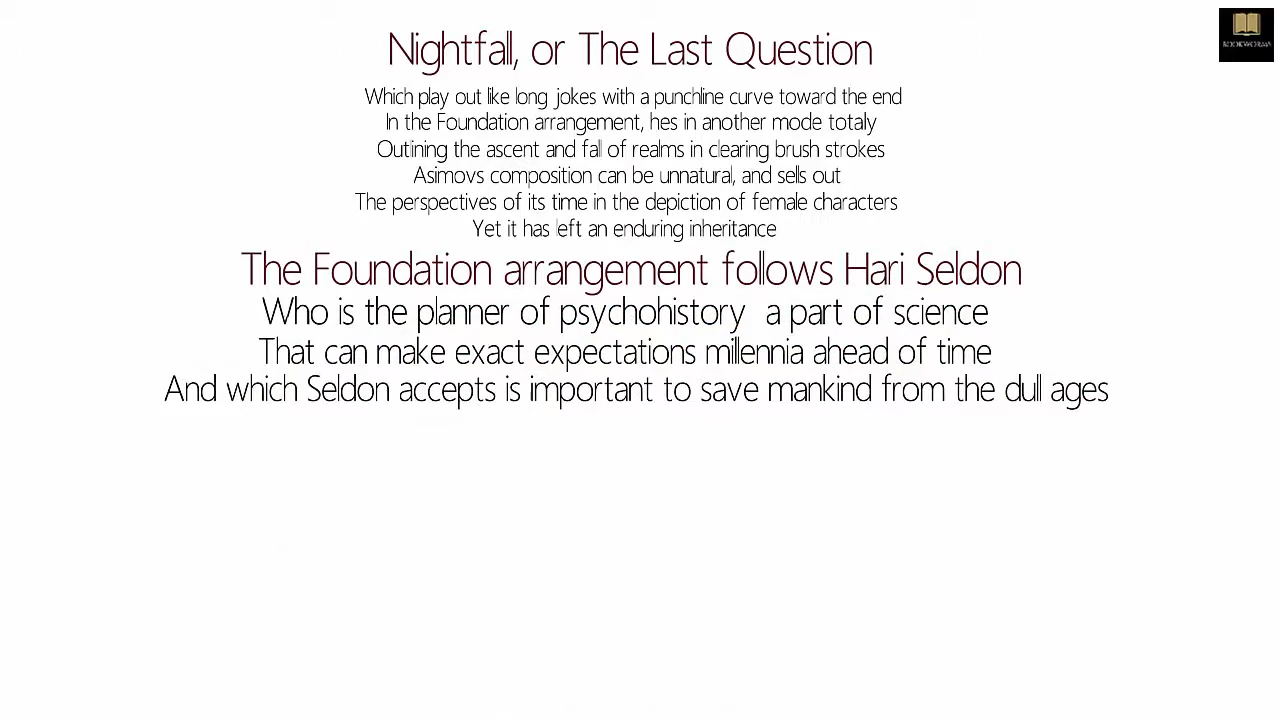 Nightfall, or The Last Question
Which play out like long jokes with a punchline curve toward the end
In the Foundation arrangement, hes in another mode totaly
Outlining the ascent and fall of realms in clearing brush strokes
Asimovs composition can be unnatural, and sells out
The perspectives of its time in the depiction of female characters
Yet it has left an enduring inheritance
The Foundation arrangement follows Hari Seldon
Who is the planner of psychohistory a part of science
That can make exact expectations millennia ahead of time
And which Seldon accepts is important to save mankind from the dull ages
BOOKWORMS